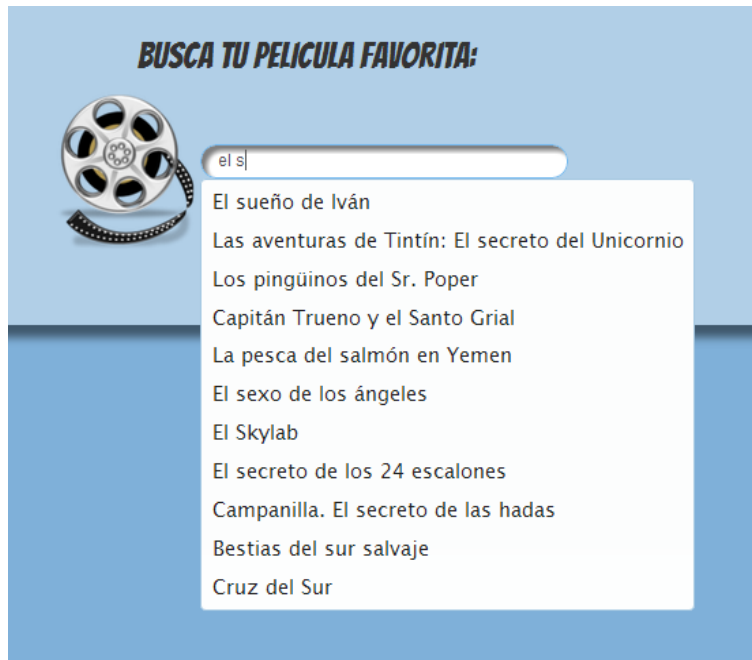 BUSCA TU PELICULA FAVORITA:
el s
El sueño de Iván
Las aventuras de Tintín: El secreto del Unicornio
Los pingüinos del Sr. Poper
Capitán Trueno y el Santo Grial
La pesca del salmón en Yemen
El sexo de los ángeles
El Skylab
El secreto de los 24 escalones
Campanilla. El secreto de las hadas
Bestias del sur salvaje
Cruz del Sur